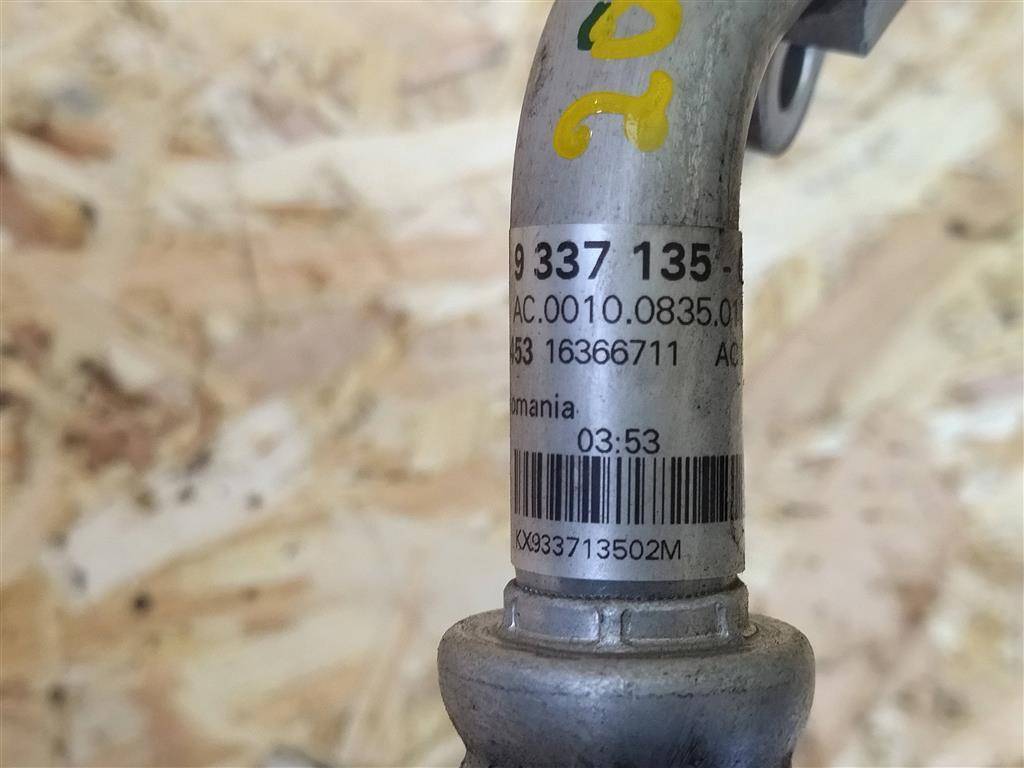 9 337 135 -
AC.0010.0835.01
453 16366711 AC
omania
03:53
KX933713502M